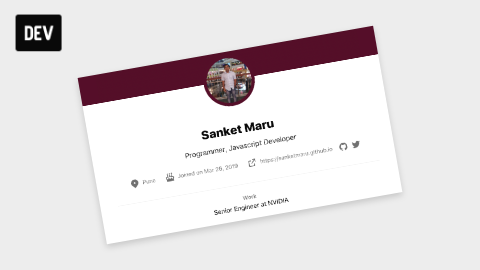 DEV
Sanket Maru
Programmer, Javascript Developer
Pune Joined on Mar 28, 2019 https://sanketmaru.github.io
Work
Senior Engineer at NVIDIA